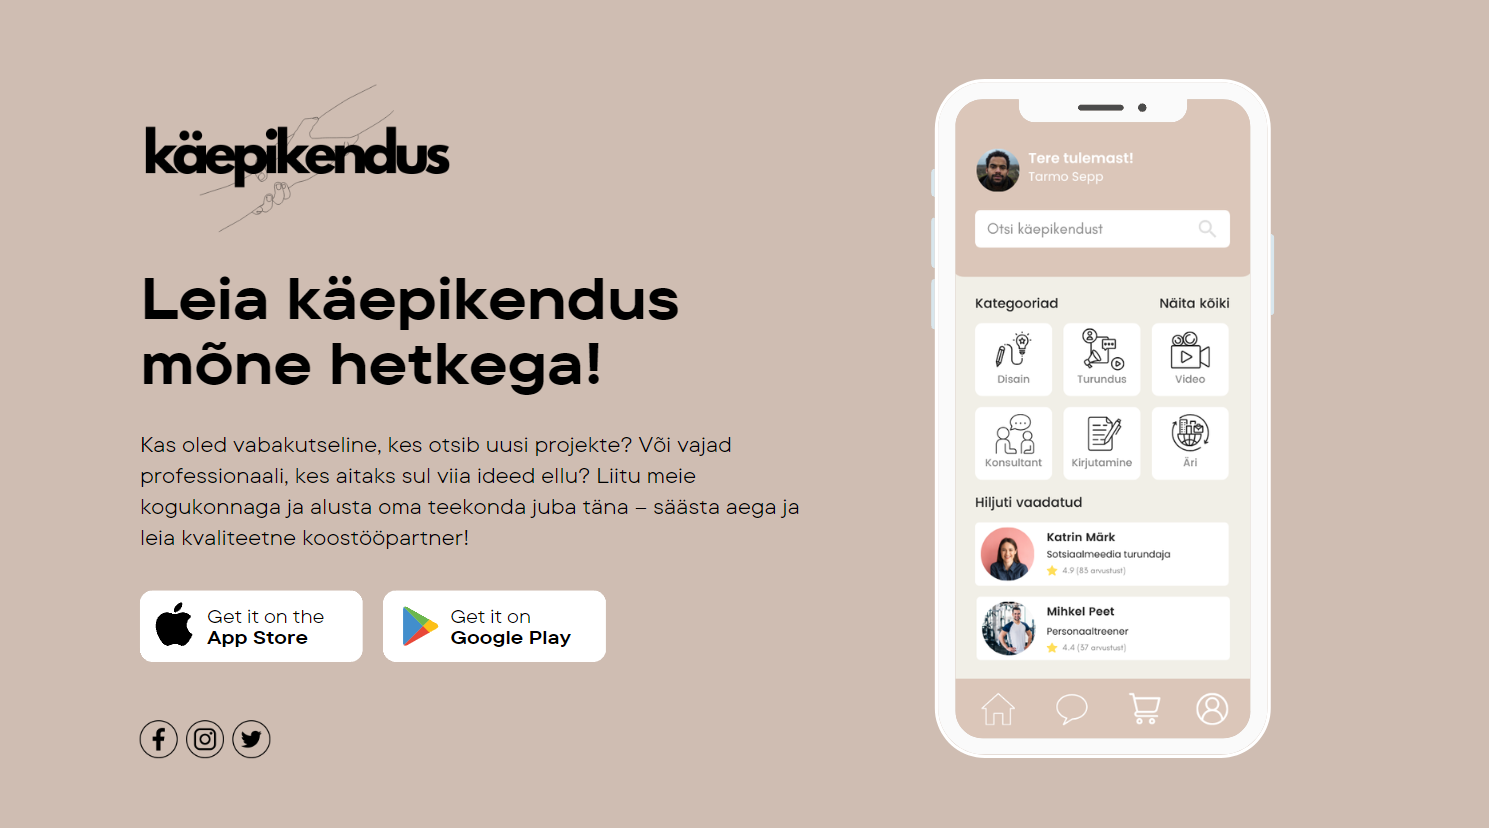 käepikendus
Leia käepikendus
mõne hetkega!
Kas oled vabakutseline, kes otsib uusi projekte? Või vajad
professionaali, kes aitaks sul viia ideed ellu? Liitu meie
kogukonnaga ja alusta oma teekonda juba täna – säästa aega ja
leia kvaliteetne koostööpartner!
Get it on the
App Store
Get it on
Google Play
Tere tulemast!
Tarmo Sepp
Otsi käepikendust
Kategooriad
Näita kõiki
Disain
Turundus
Video
Konsultant
Kirjutamine
Äri
Hiljuti vaadatud
Katrin Märk
Sotsiaalmeedia turundaja
4.9 (83 arvustust)
Mihkel Peet
Personaaltreener
4.4 (37 arvustust)